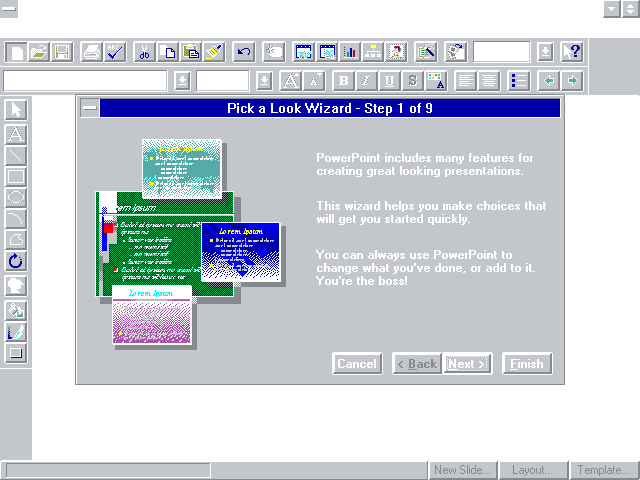 B I U S A
A A
A
Pick a Look Wizard - Step 1 of 9
PowerPoint includes many features for
creating great looking presentations.
This wizard helps you make choices that
will get you started quickly.
You can always use PowerPoint to
change what you've done, or add to it.
You're the boss!
Lorem Ipsum
Lorem Ipsum
Lorem Ipsum
Lorem Ipsum
Cancel
< Back
Next >
Finish
New Slide...
Layout...
Template...